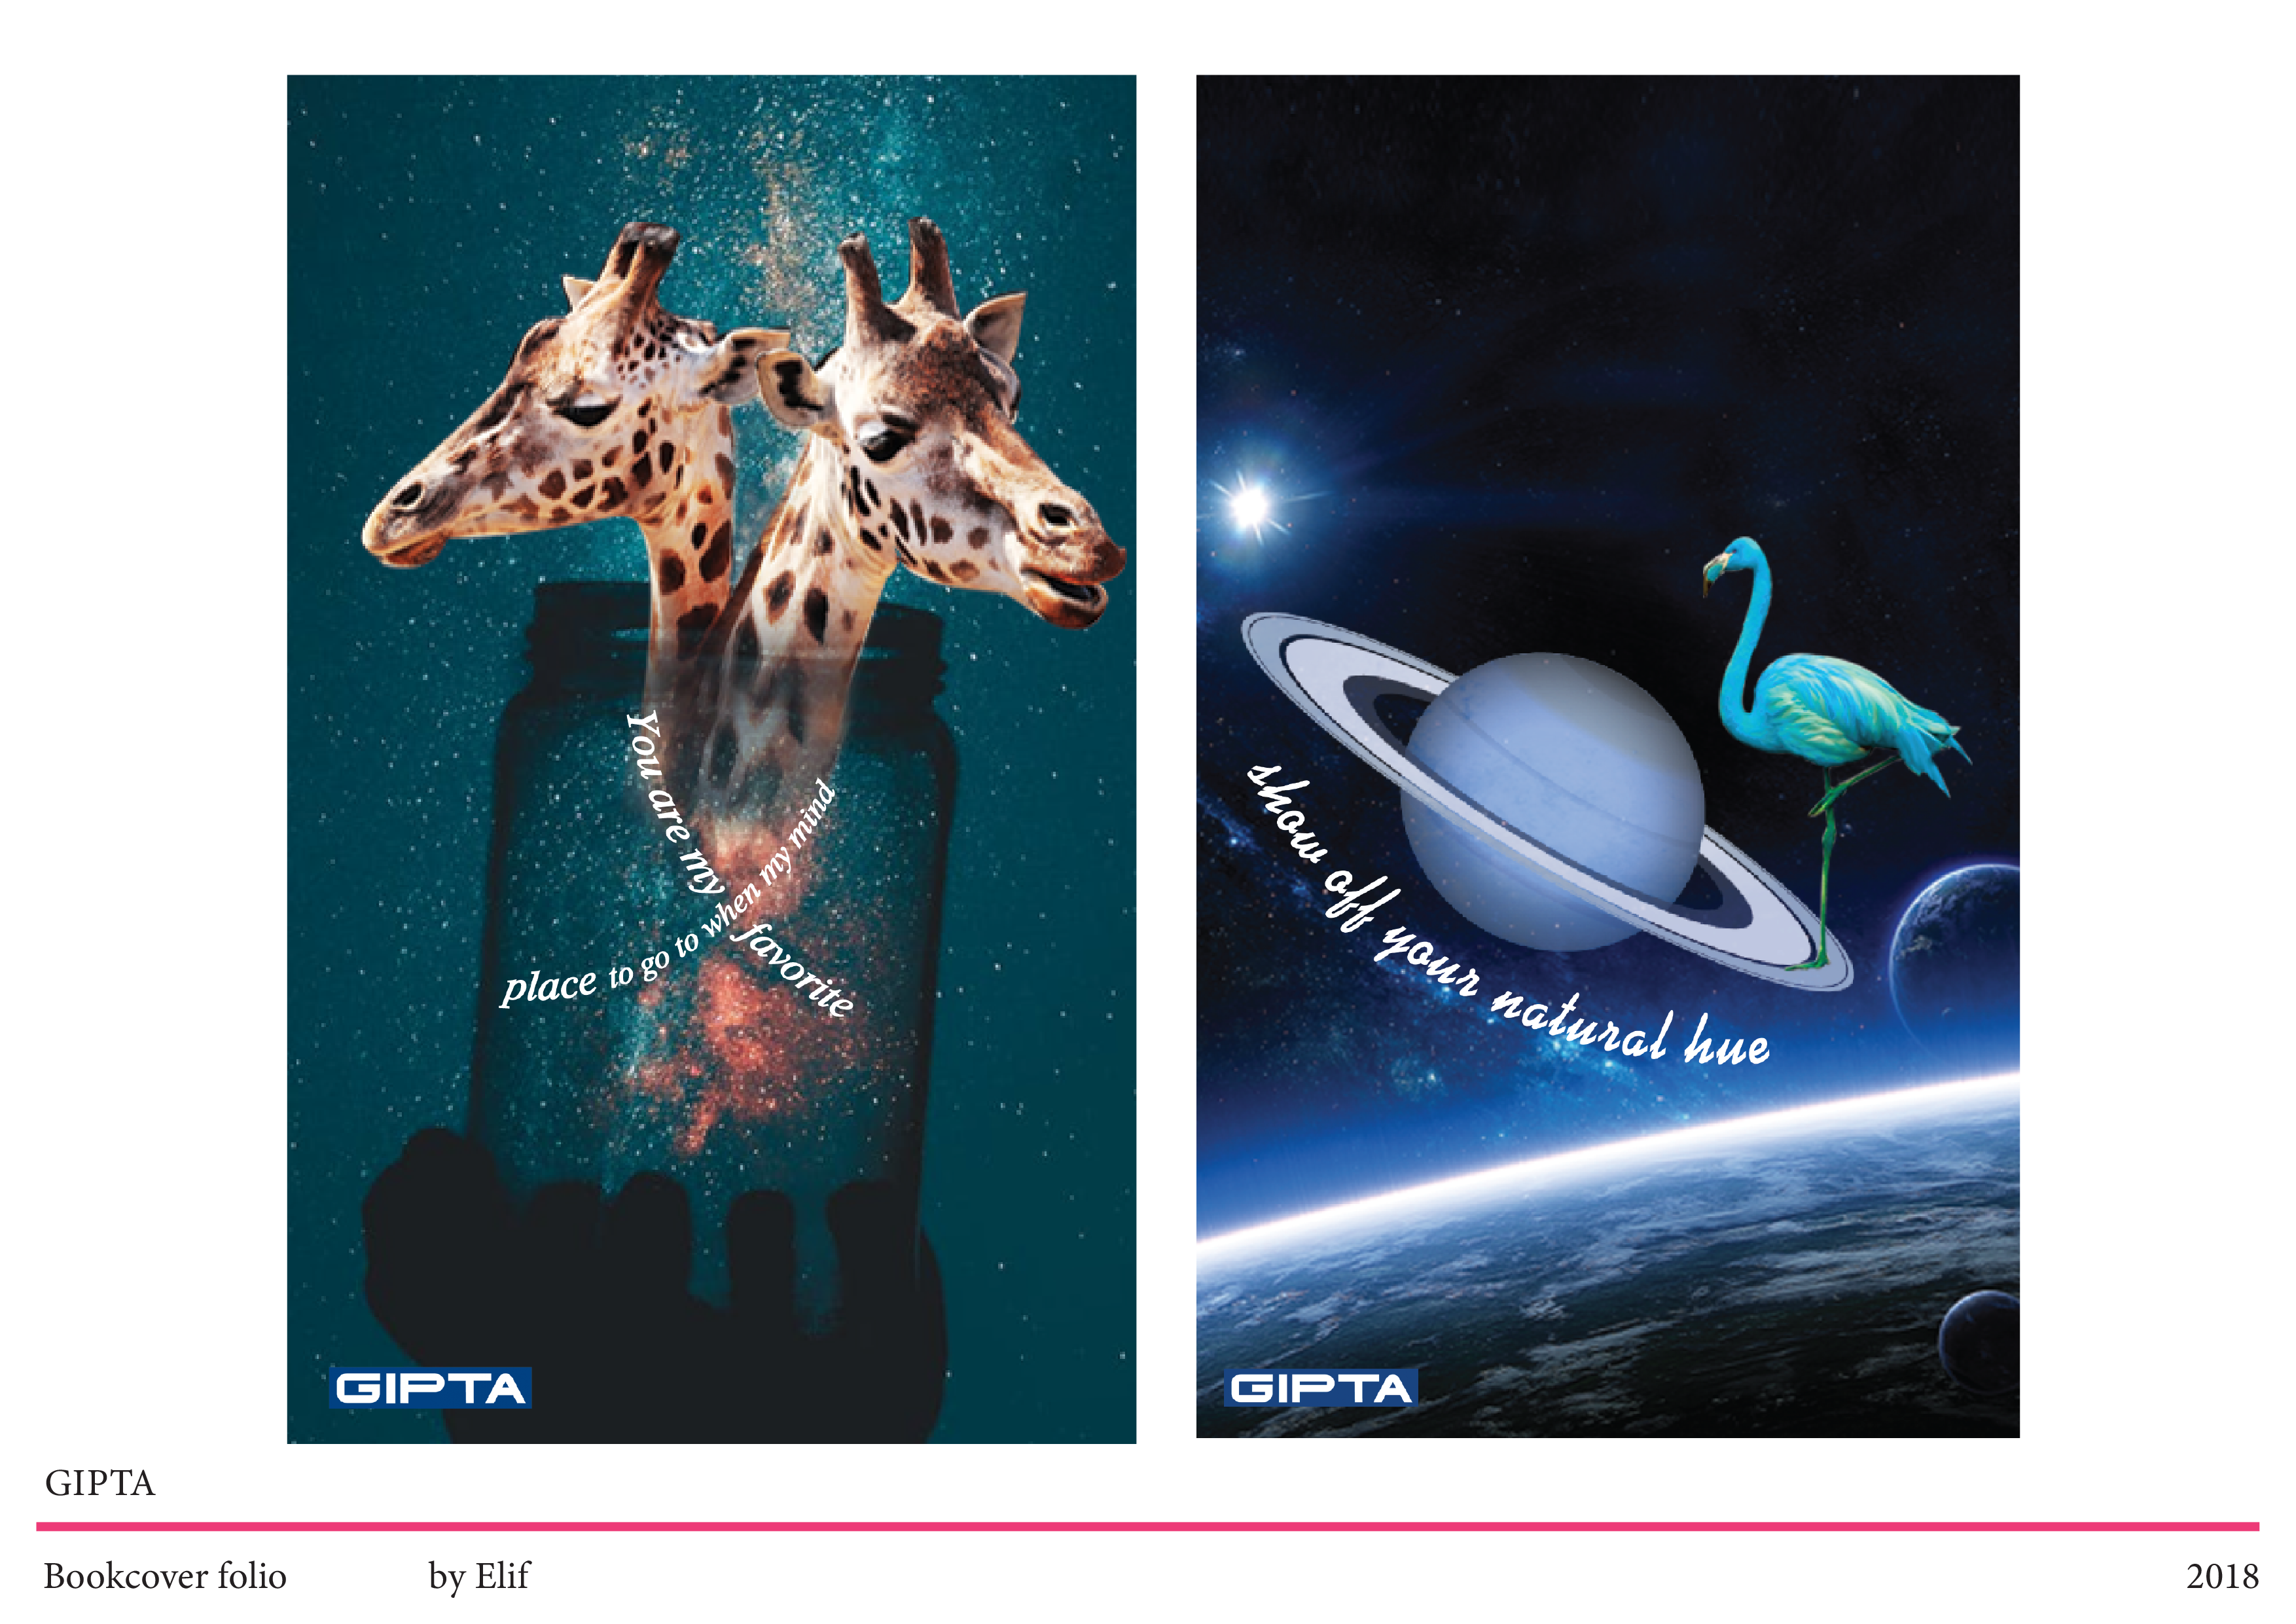 You are my favorite
place to go to when my mind
show off your natural hue
GIPTA
GIPTA
GIPTA
Bookcover folio by Elif 2018